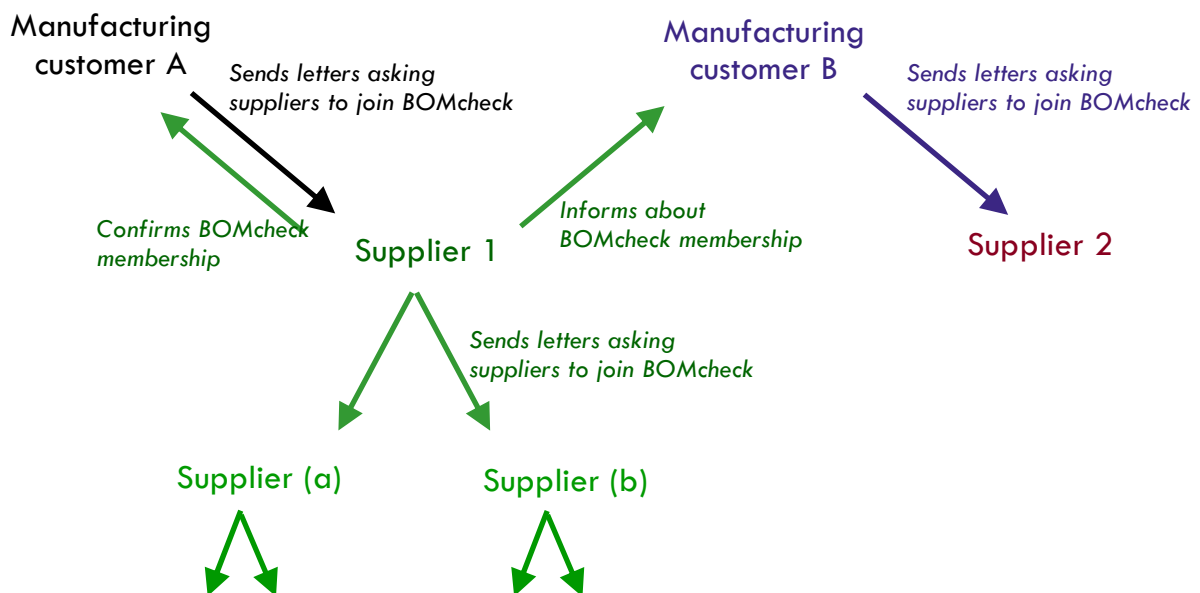 Manufacturing
customer A
Sends letters asking
suppliers to join BOMcheck
Manufacturing
customer B
Sends letters asking
suppliers to join BOMcheck
Confirms BOMcheck
membership
Supplier 1
Informs about
BOMcheck membership
Supplier 2
Sends letters asking
suppliers to join BOMcheck
Supplier (a)
Supplier (b)